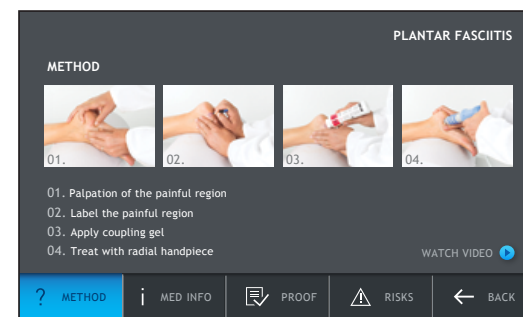 PLANTAR FASCIITIS
METHOD
01.
02.
03.
04.
01. Palpation of the painful region
02. Label the painful region
03. Apply coupling gel
04. Treat with radial handpiece
WATCH VIDEO
? METHOD
i MED INFO
PROOF
RISKS
BACK